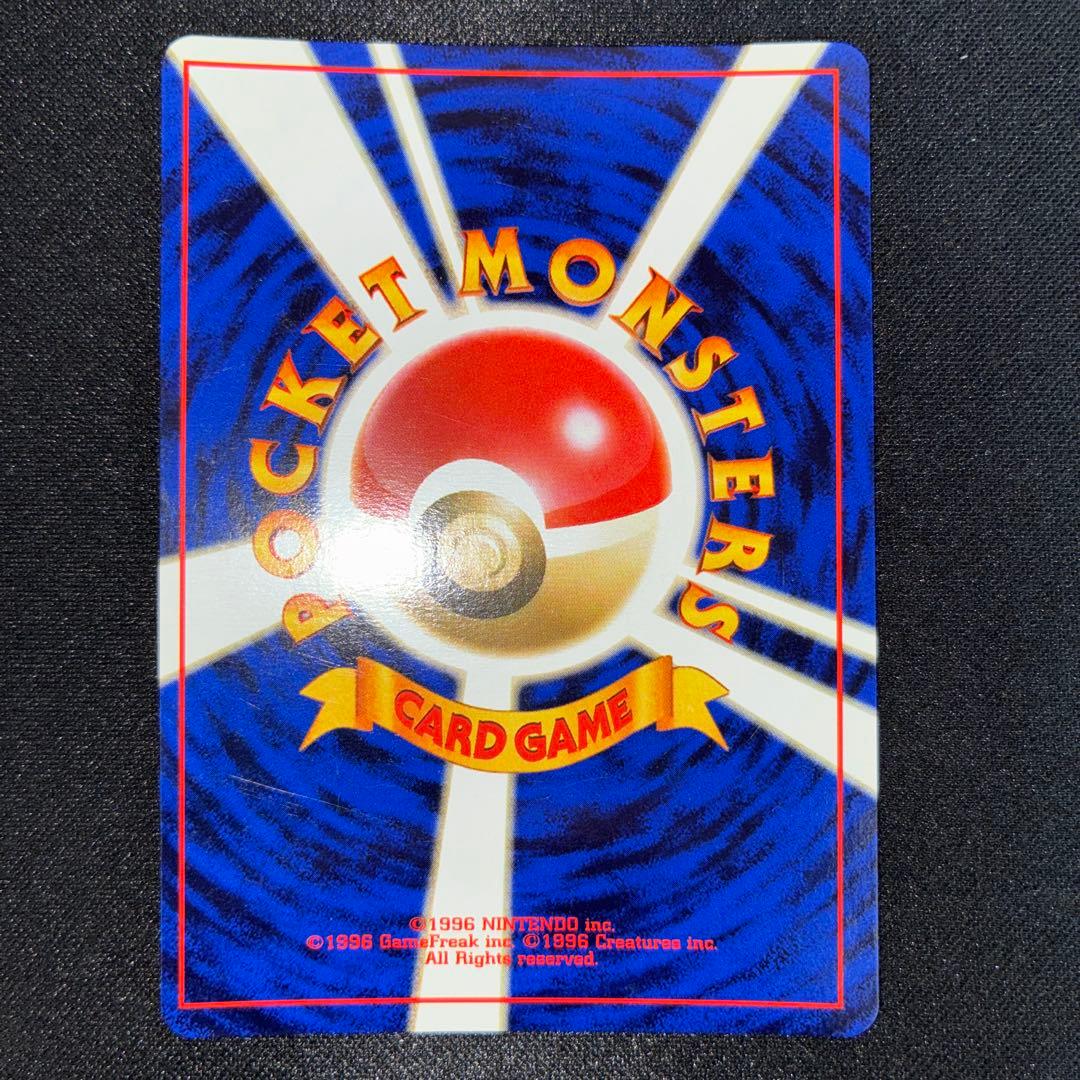 POCKET MONSTERS
CARD GAME
©1996 NINTENDO inc.
©1996 GameFreak inc. ©1996 Creatures inc.
All Rights reserved.